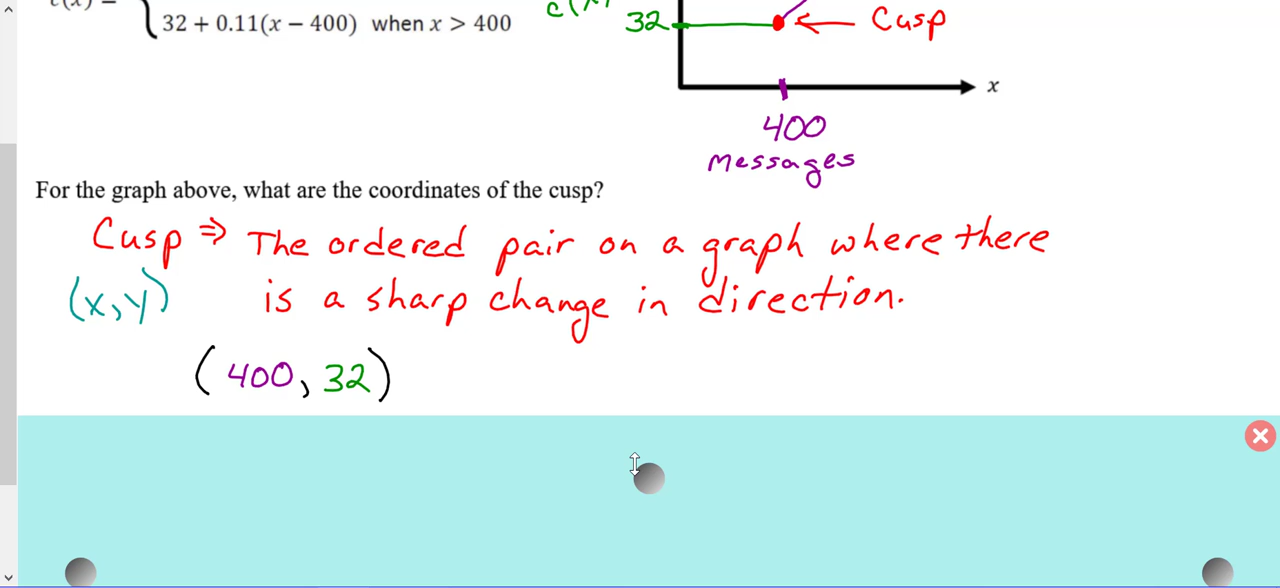 c(x) =
32 + 0.11(x − 400) when x > 400
c(x)
32
Cusp
x
400
Messages
For the graph above, what are the coordinates of the cusp?
Cusp ⇒ The ordered pair on a graph where there
(x,y) is a sharp change in direction.
(400, 32)